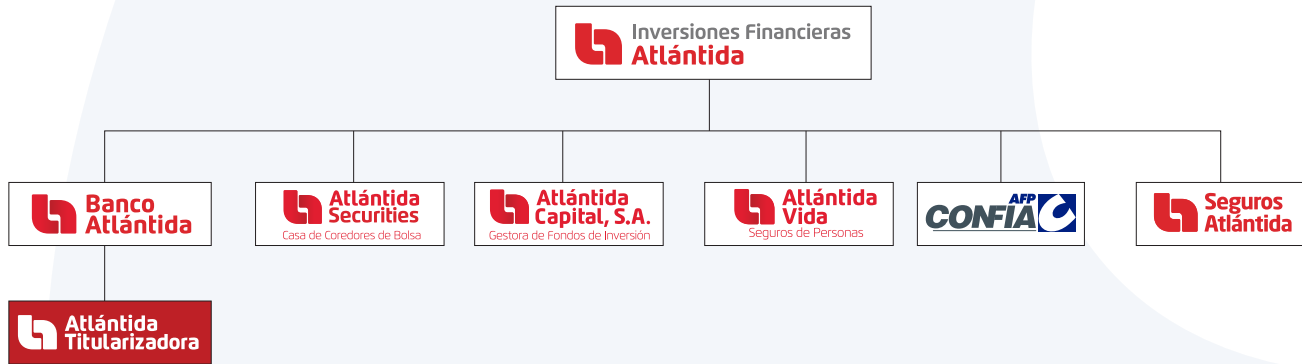 Inversiones Financieras
Atlántida
Banco
Atlántida
Atlántida
Securities
Casa de Coredores de Bolsa
Atlántida
Capital, S.A.
Gestora de Fondos de Inversión
Atlántida
Vida
Seguros de Personas
AFP
CONFÍA
Seguros
Atlántida
Atlántida
Titularizadora